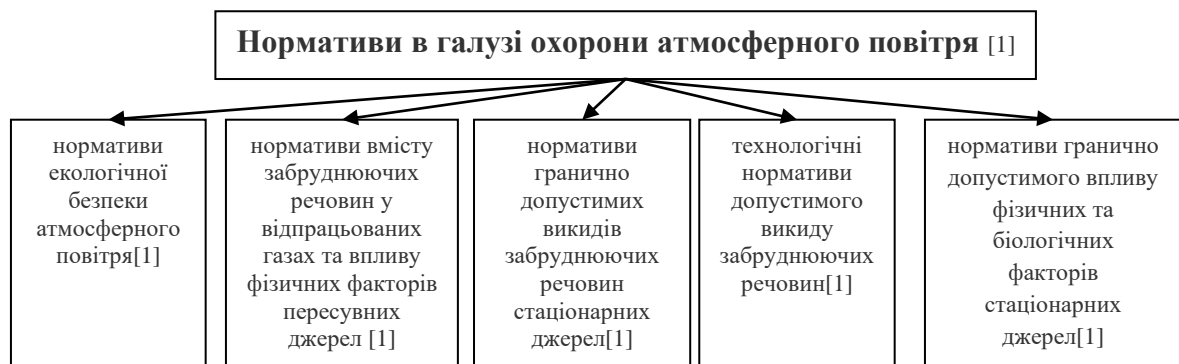 Нормативи в галузі охорони атмосферного повітря [1]
нормативи
екологічної
безпеки
атмосферного
повітря[1]
нормативи вмісту
забруднюючих
речовин у
відпрацьованих
газах та впливу
фізичних факторів
пересувних
джерел [1]
нормативи
гранично
допустимих
викидів
забруднюючих
речовин
стаціонарних
джерел[1]
технологічні
нормативи
допустимого
викиду
забруднюючих
речовин[1]
нормативи гранично
допустимого впливу
фізичних та
біологічних
факторів
стаціонарних
джерел[1]